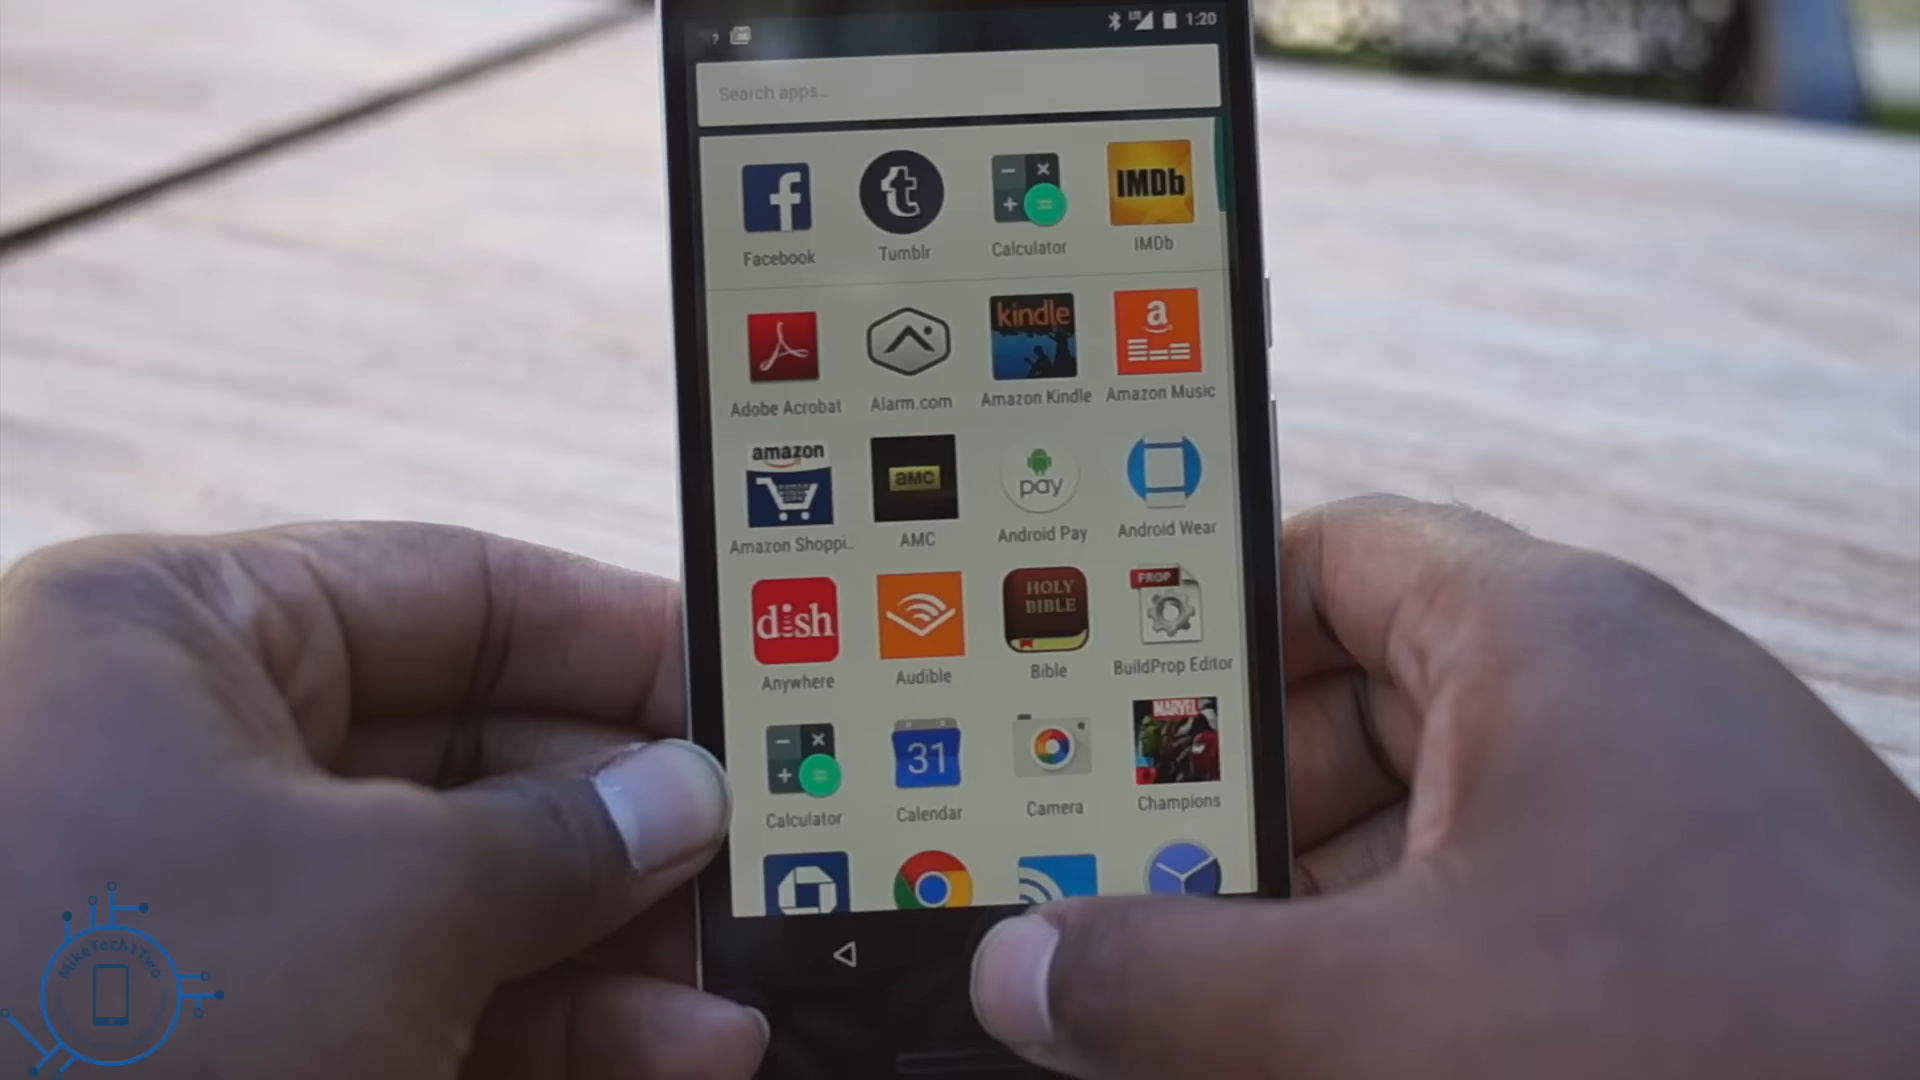 LTE 1:20
Search apps...
IMDb
Facebook
Tumblr
Calculator
IMDb
kindle
a
Adobe Acrobat
Alarm.com
Amazon Kindle
Amazon Music
amazon
aMC
pay
Amazon Shoppi..
AMC
Android Pay
Android Wear
dish
HOLY
BIBLE
PROP
Anywhere
Audible
Bible
BuildProp Editor
31
MARVEL
Calculator
Calendar
Camera
Champions
MikeTech1Two